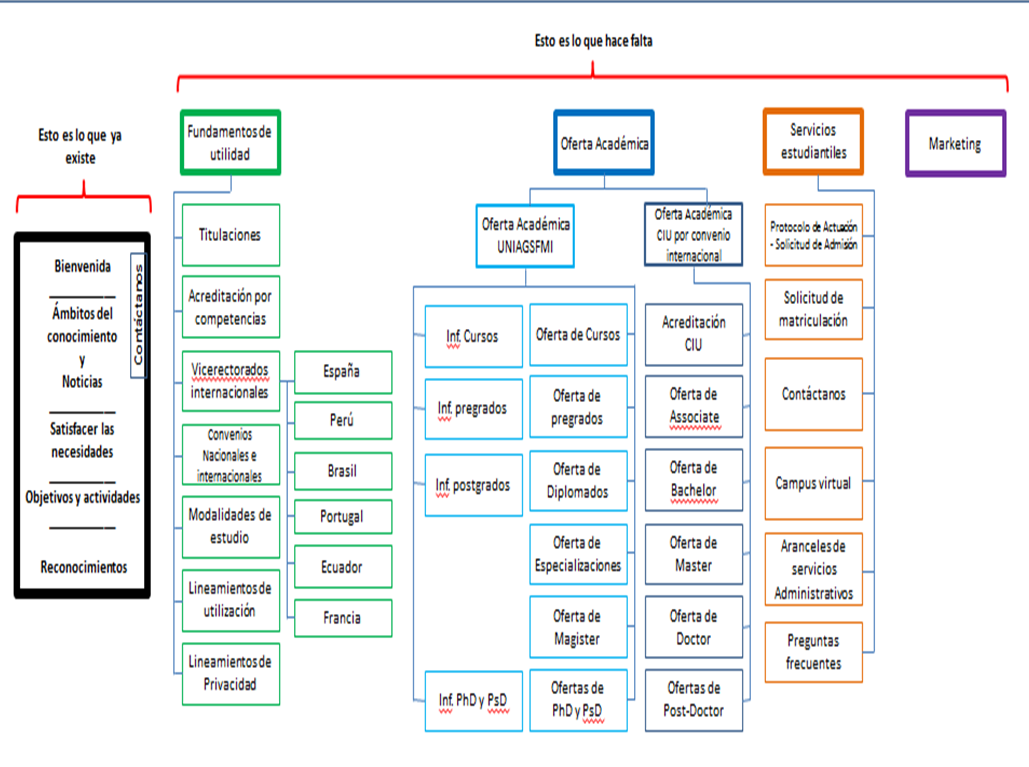 Esto es lo que hace falta
Esto es lo que ya
existe
Bienvenida
Contáctanos
Ámbitos del
conocimiento
y
Noticias
Satisfacer las
necesidades
Objetivos y actividades
Reconocimientos
Fundamentos de
utilidad
Titulaciones
Acreditación por
competencias
Vicerectorados
internacionales
Convenios
Nacionales e
internacionales
Modalidades de
estudio
Lineamientos de
utilización
Lineamientos de
Privacidad
España
Perú
Brasil
Portugal
Ecuador
Francia
Oferta Académica
Oferta Académica
UNIAGSFMI
Inf. Cursos
Inf. pregrados
Inf. postgrados
Inf. PhD y PsD
Oferta de Cursos
Oferta de
pregrados
Oferta de
Diplomados
Oferta de
Especializaciones
Oferta de
Magister
Ofertas de
PhD y PsD
Oferta Académica
CIU por convenio
internacional
Acreditación
CIU
Oferta de
Associate
Oferta de
Bachelor
Oferta de
Master
Oferta de
Doctor
Ofertas de
Post-Doctor
Servicios
estudiantiles
Protocolo de Actuación
- Solicitud de Admisión
Solicitud de
matriculación
Contáctanos
Campus virtual
Aranceles de
servicios
Administrativos
Preguntas
frecuentes
Marketing